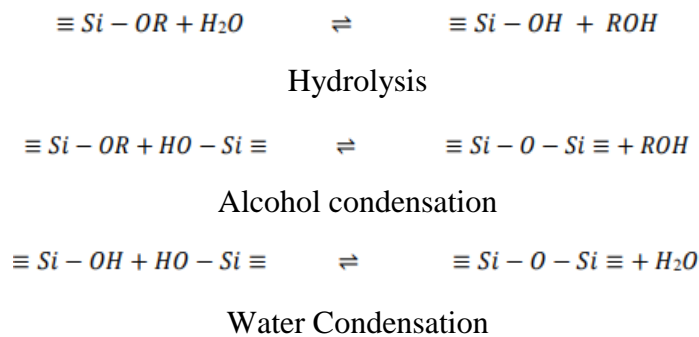 ≡ Si − OR + H₂O ⇌ ≡ Si − OH + ROH
Hydrolysis
≡ Si − OR + HO − Si ≡ ⇌ ≡ Si − O − Si ≡ + ROH
Alcohol condensation
≡ Si − OH + HO − Si ≡ ⇌ ≡ Si − O − Si ≡ + H₂O
Water Condensation